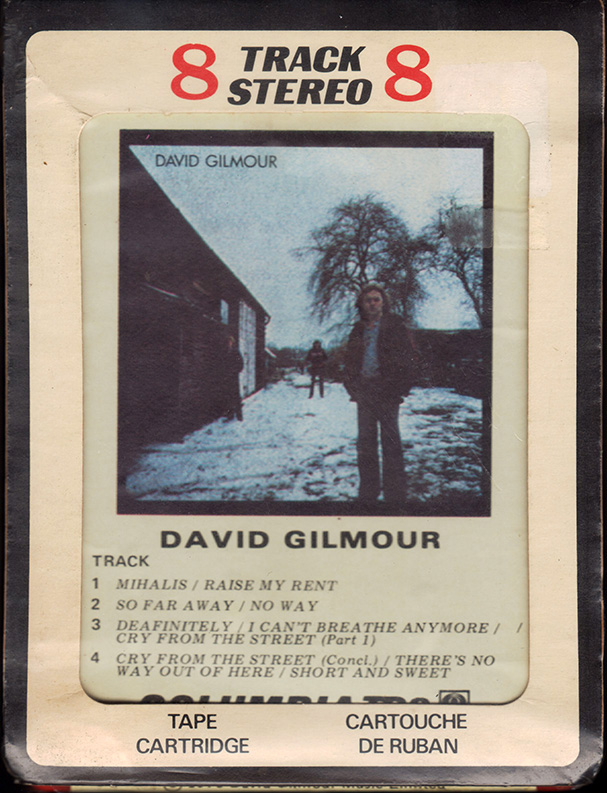 8 TRACK 8
STEREO
DAVID GILMOUR
DAVID GILMOUR
TRACK
1 MIHALIS / RAISE MY RENT
2 SO FAR AWAY / NO WAY
3 DEAFINITELY / I CAN'T BREATHE ANYMORE / /
CRY FROM THE STREET (Part 1)
4 CRY FROM THE STREET (Concl.) / THERE'S NO
WAY OUT OF HERE / SHORT AND SWEET
COLUMBIA
TAPE CARTOUCHE
CARTRIDGE DE RUBAN